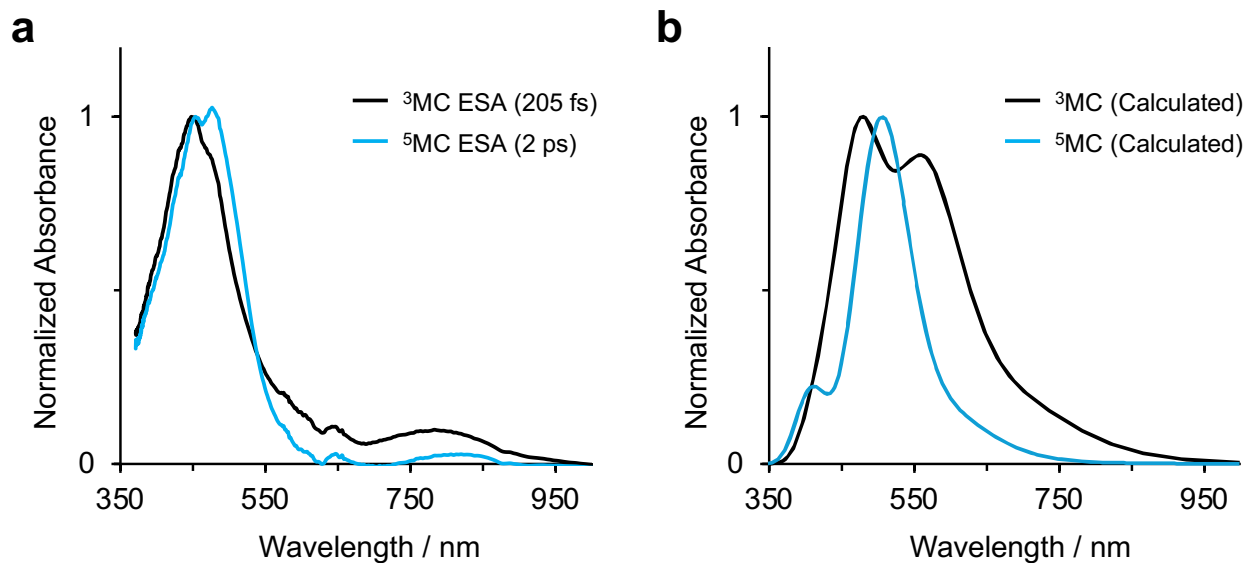 a
1
0
Normalized Absorbance
³MC ESA (205 fs)
⁵MC ESA (2 ps)
350 550 750 950
Wavelength / nm
b
1
0
Normalized Absorbance
³MC (Calculated)
⁵MC (Calculated)
350 550 750 950
Wavelength / nm